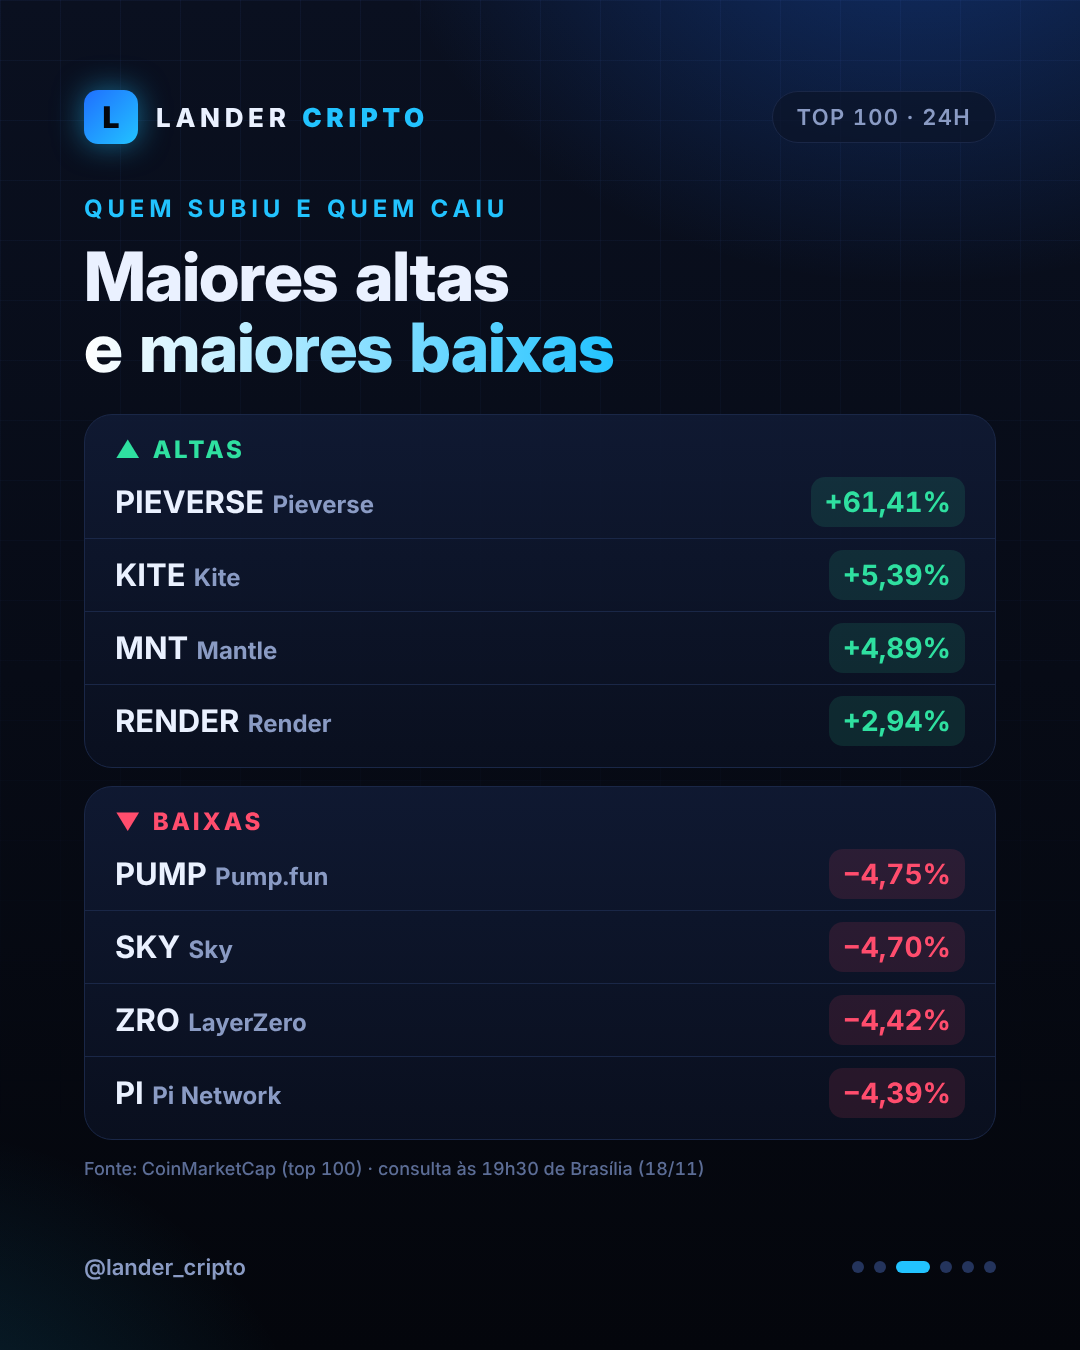 L LANDER CRIPTO
TOP 100 · 24H
QUEM SUBIU E QUEM CAIU
Maiores altas
e maiores baixas
▲ ALTAS
PIEVERSE Pieverse +61,41%
KITE Kite +5,39%
MNT Mantle +4,89%
RENDER Render +2,94%
▼ BAIXAS
PUMP Pump.fun −4,75%
SKY Sky −4,70%
ZRO LayerZero −4,42%
PI Pi Network −4,39%
Fonte: CoinMarketCap (top 100) · consulta às 19h30 de Brasília (18/11)
@lander_cripto